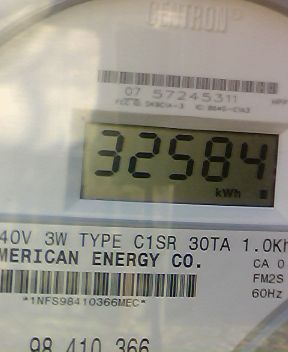 CENTRON®
07 57245311
32584
kWh
40V 3W TYPE C1SR 30TA 1.0Kh
MERICAN ENERGY CO.
CA 0
FM2S
60Hz
*1NFS98410366MEC*
98 410 366